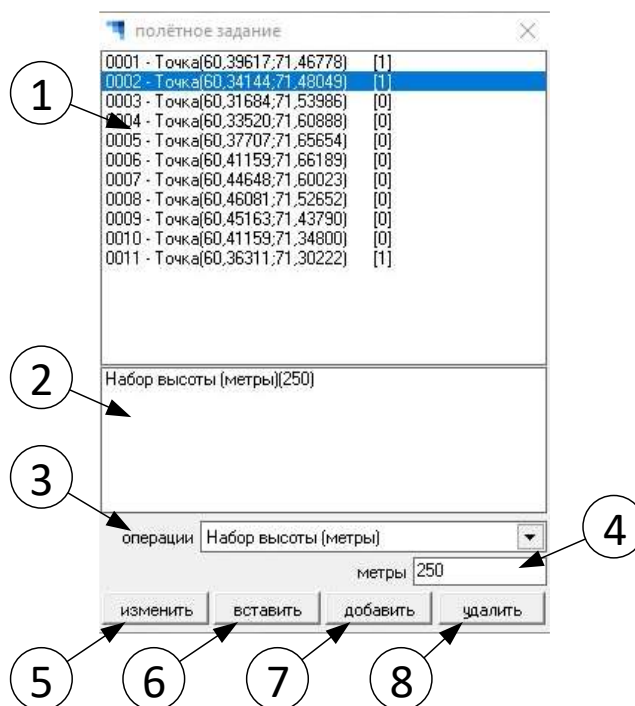 полётное задание
0001 - Точка(60,39617;71,46778) [1]
0002 - Точка(60,34144;71,48049) [1]
0003 - Точка(60,31684;71,53986) [0]
0004 - Точка(60,33520;71,60888) [0]
0005 - Точка(60,37707;71,65654) [0]
0006 - Точка(60,41159;71,66189) [0]
0007 - Точка(60,44648;71,60023) [0]
0008 - Точка(60,46081;71,52652) [0]
0009 - Точка(60,45163;71,43790) [0]
0010 - Точка(60,41159;71,34800) [0]
0011 - Точка(60,36311;71,30222) [1]
1
Набор высоты (метры)(250)
2
3
операции Набор высоты (метры)
4
метры 250
изменить вставить добавить удалить
5 6 7 8